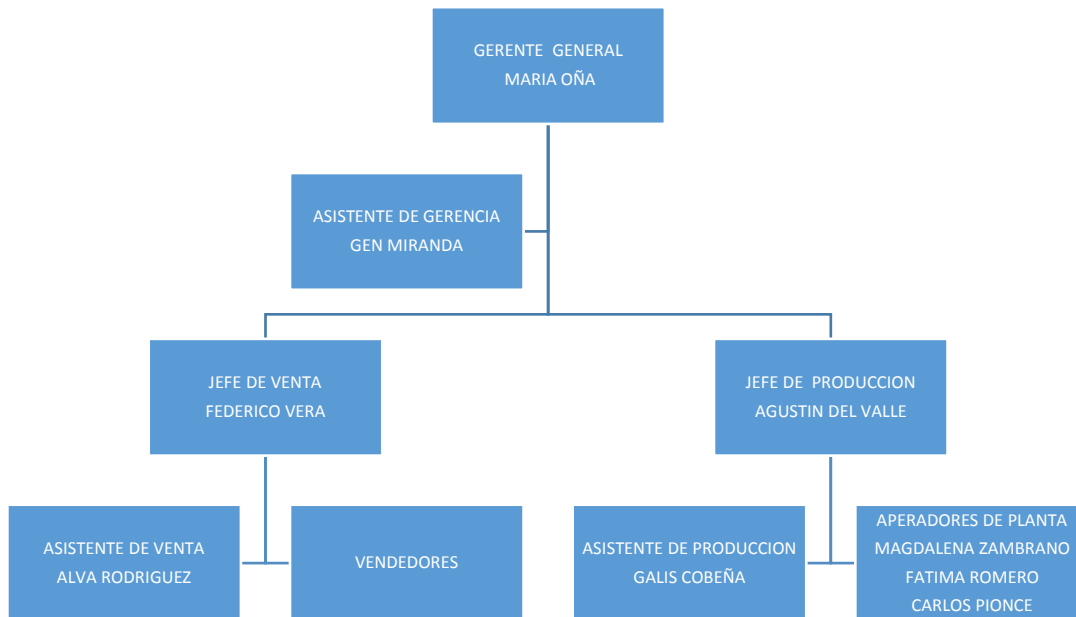 GERENTE GENERAL
MARIA OÑA
ASISTENTE DE GERENCIA
GEN MIRANDA
JEFE DE VENTA
FEDERICO VERA
JEFE DE PRODUCCION
AGUSTIN DEL VALLE
ASISTENTE DE VENTA
ALVA RODRIGUEZ
VENDEDORES
ASISTENTE DE PRODUCCION
GALIS COBEÑA
APERADORES DE PLANTA
MAGDALENA ZAMBRANO
FATIMA ROMERO
CARLOS PIONCE